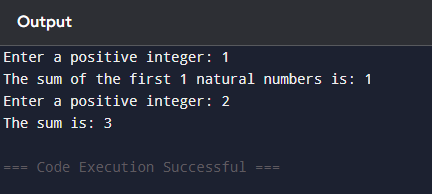 Output
Enter a positive integer: 1
The sum of the first 1 natural numbers is: 1
Enter a positive integer: 2
The sum is: 3
=== Code Execution Successful ===